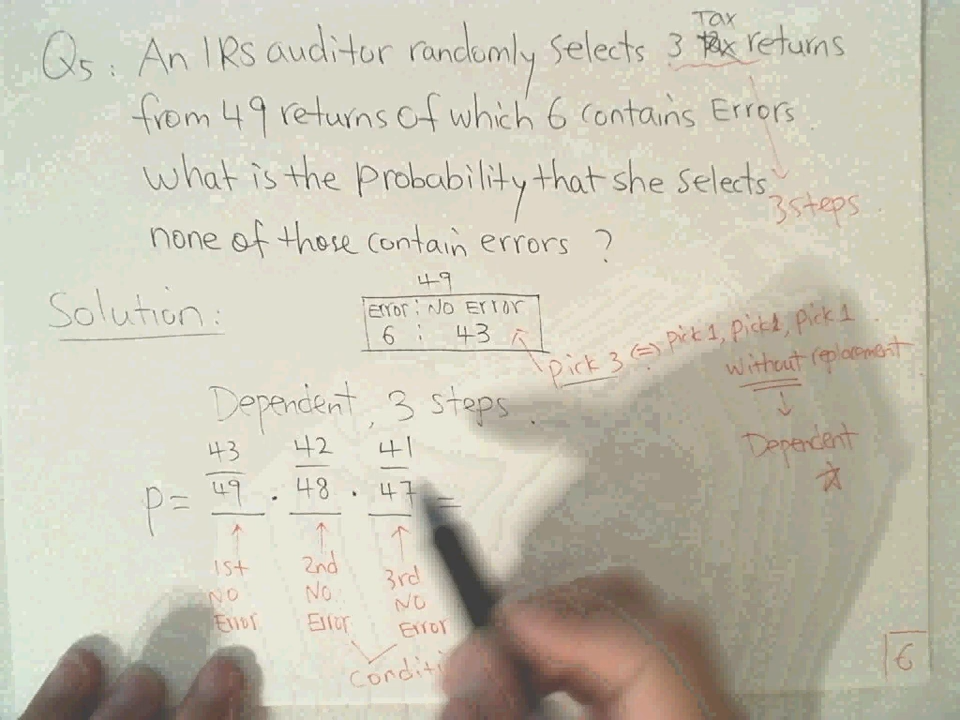 Tax
Q5: An IRS auditor randomly selects 3 returns
from 49 returns of which 6 contains Errors.
What is the probability that she selects
3 steps
none of those contain errors ?
Solution:
49
Error : No Error
6 : 43
pick 3 ⇔ pick 1, pick 1, pick 1
without replacement
↓
Dependent
☆
Dependent, 3 steps.
43 42 41
P = — · — · — =
49 48 47
1st 2nd 3rd
No No No
Error Error Error
6